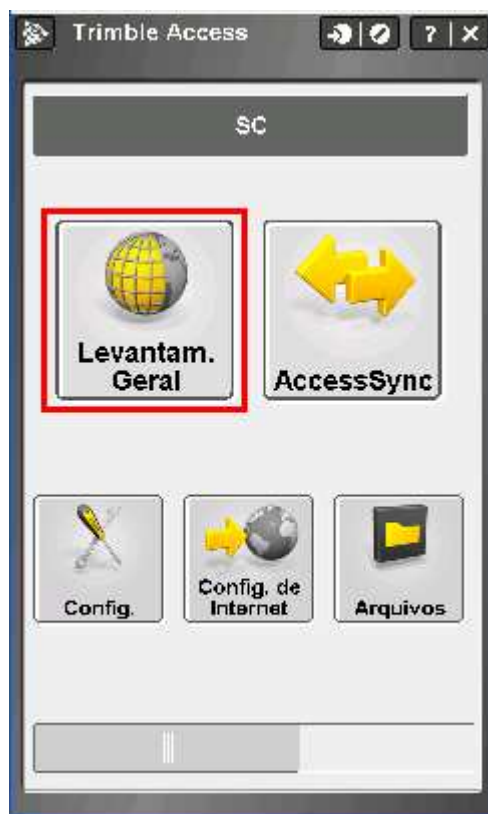 Trimble Access
? X
SC
Levantam.
Geral
AccessSync
Config.
Config. de
Internet
Arquivos